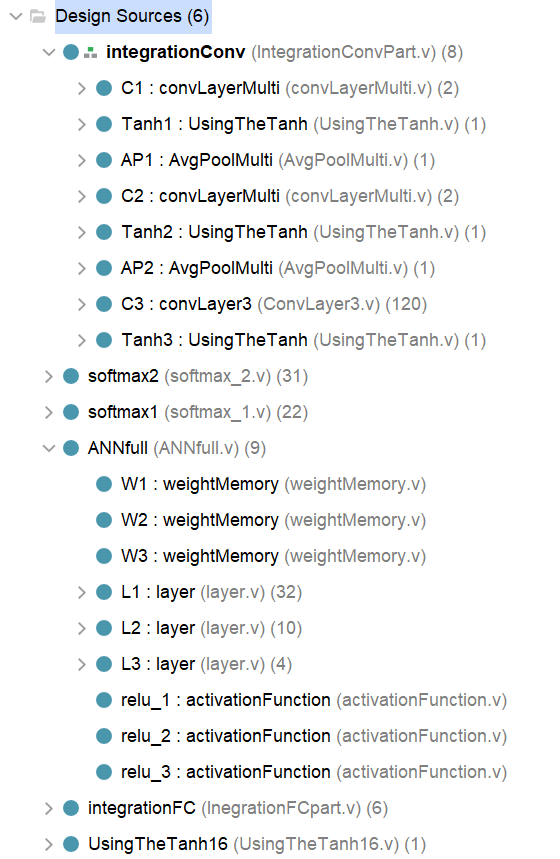 Design Sources (6)
integrationConv (IntegrationConvPart.v) (8)
C1 : convLayerMulti (convLayerMulti.v) (2)
Tanh1 : UsingTheTanh (UsingTheTanh.v) (1)
AP1 : AvgPoolMulti (AvgPoolMulti.v) (1)
C2 : convLayerMulti (convLayerMulti.v) (2)
Tanh2 : UsingTheTanh (UsingTheTanh.v) (1)
AP2 : AvgPoolMulti (AvgPoolMulti.v) (1)
C3 : convLayer3 (ConvLayer3.v) (120)
Tanh3 : UsingTheTanh (UsingTheTanh.v) (1)
softmax2 (softmax_2.v) (31)
softmax1 (softmax_1.v) (22)
ANNfull (ANNfull.v) (9)
W1 : weightMemory (weightMemory.v)
W2 : weightMemory (weightMemory.v)
W3 : weightMemory (weightMemory.v)
L1 : layer (layer.v) (32)
L2 : layer (layer.v) (10)
L3 : layer (layer.v) (4)
relu_1 : activationFunction (activationFunction.v)
relu_2 : activationFunction (activationFunction.v)
relu_3 : activationFunction (activationFunction.v)
integrationFC (InegrationFCpart.v) (6)
UsingTheTanh16 (UsingTheTanh16.v) (1)